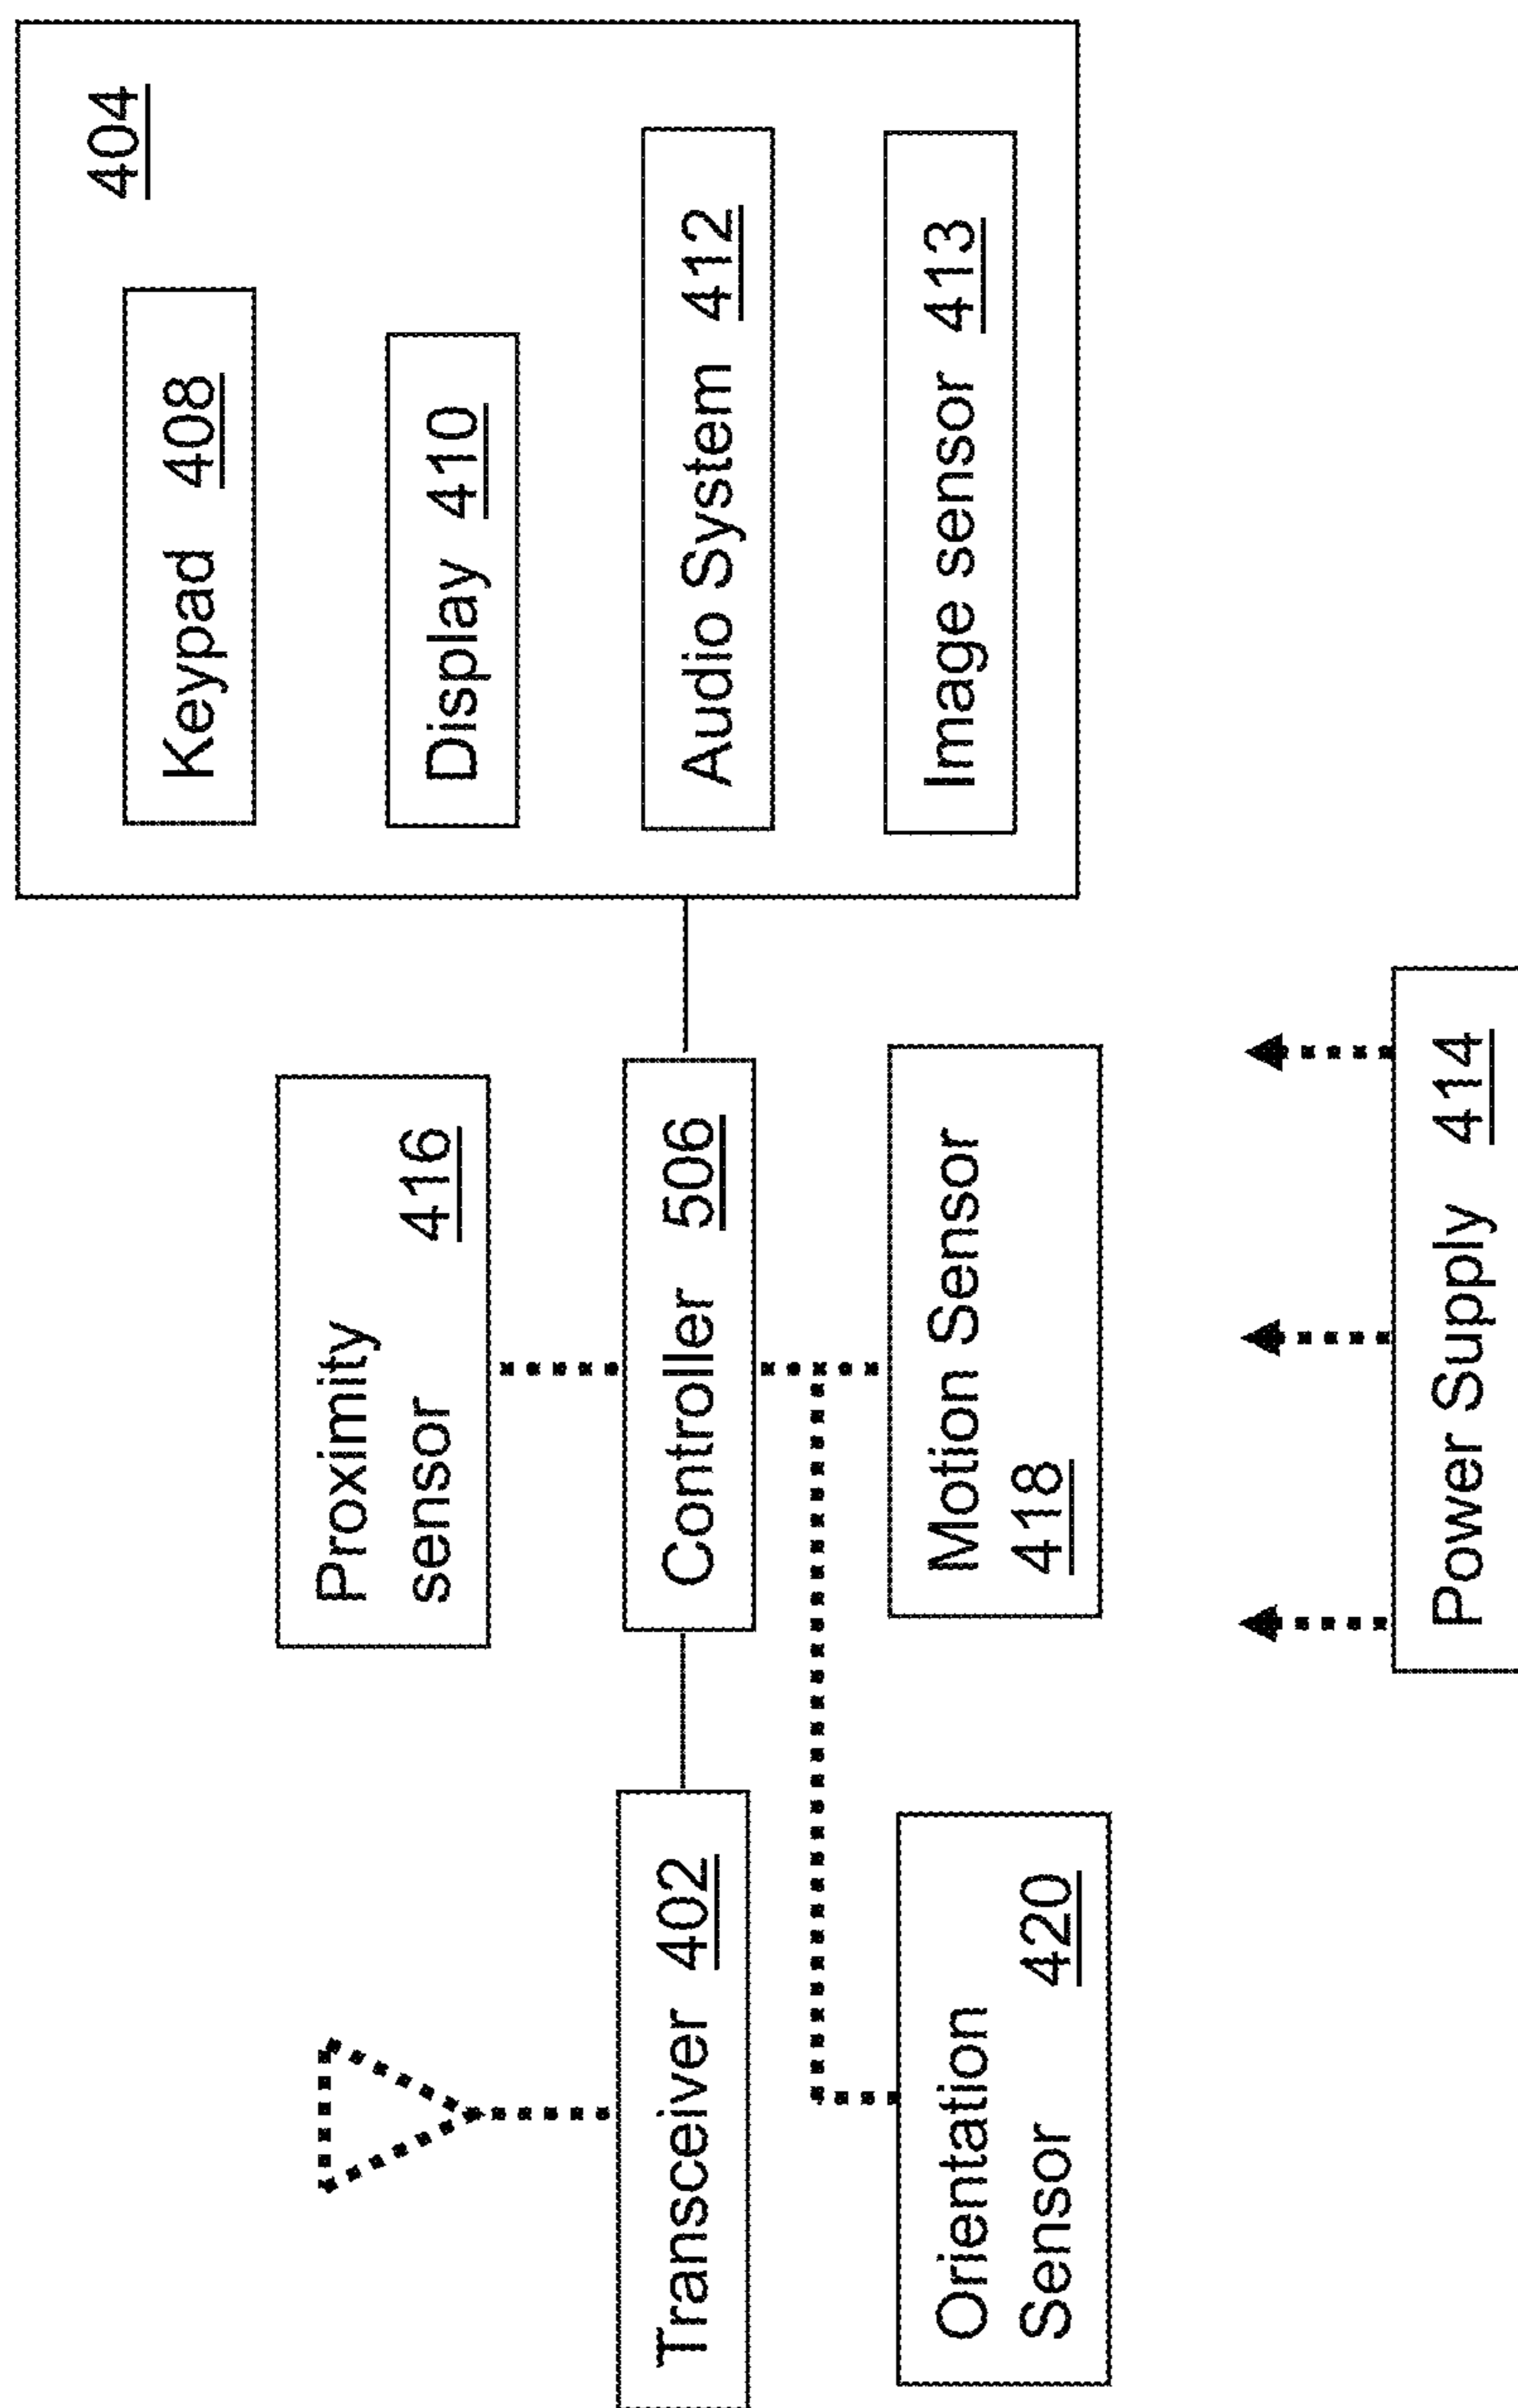 404
Keypad 408
Display 410
Audio System 412
Image sensor 413
Proximity
sensor 416
Controller 506
Transceiver 402
Motion Sensor
418
Orientation
Sensor 420
Power Supply 414